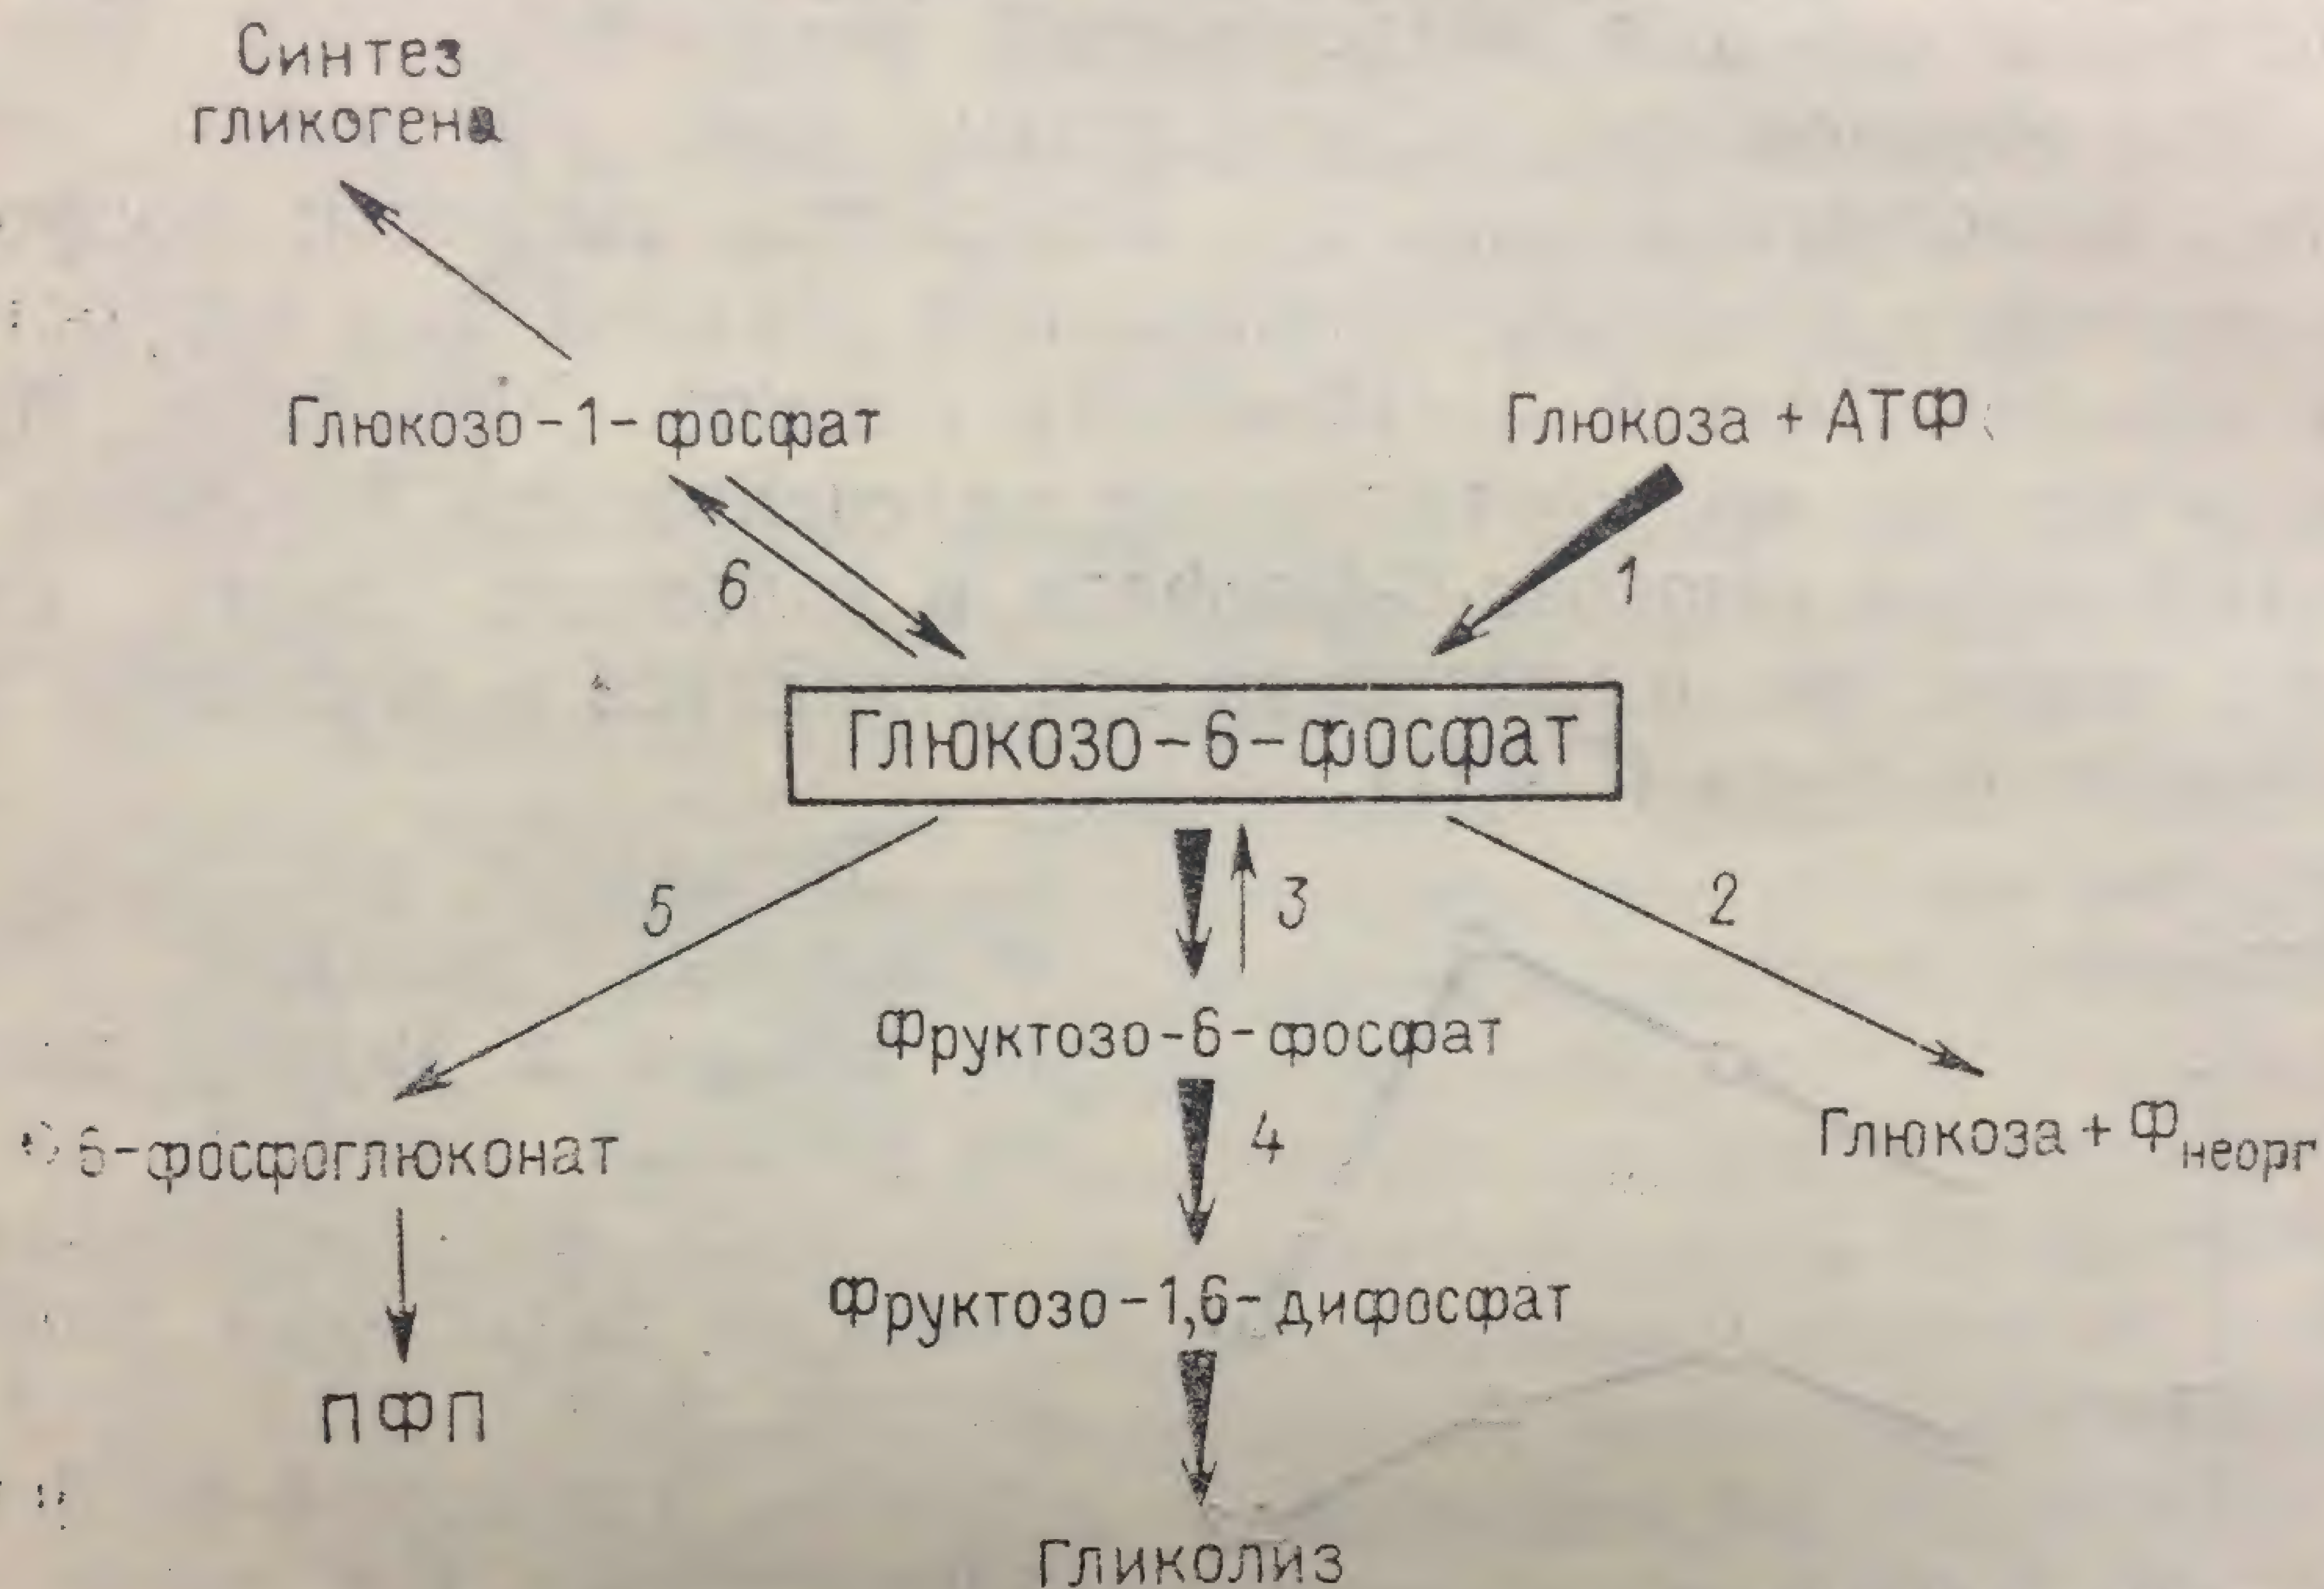 Синтез
гликогена
Глюкозо-1-фосфат
Глюкоза + АТФ
6
1
Глюкозо-6-фосфат
5
3
2
Фруктозо-6-фосфат
4
6-фосфоглюконат
Глюкоза + Фнеорг
Фруктозо-1,6-дифосфат
ПФП
Гликолиз